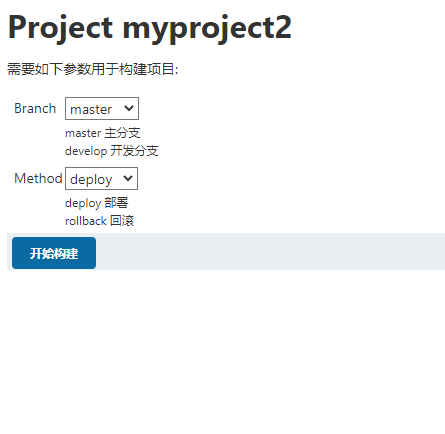 Project myproject2
需要如下参数用于构建项目:
Branch master
master 主分支
develop 开发分支
Method deploy
deploy 部署
rollback 回滚
开始构建